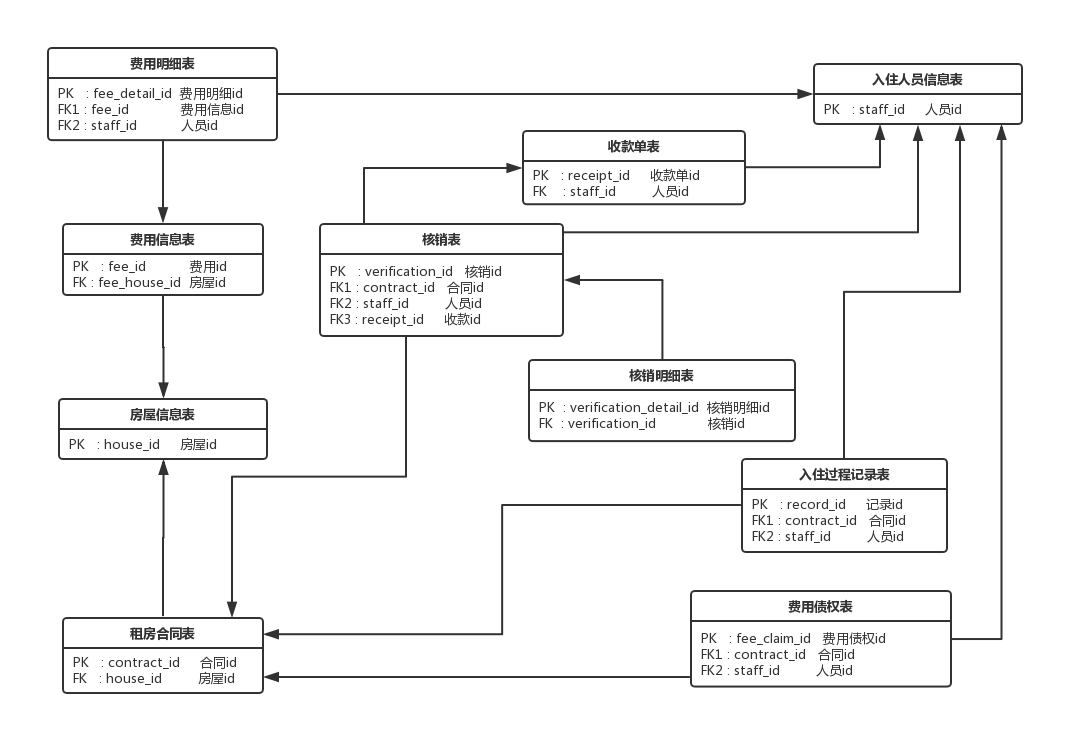 费用明细表
PK : fee_detail_id 费用明细id
FK1 : fee_id 费用信息id
FK2 : staff_id 人员id
入住人员信息表
PK : staff_id 人员id
收款单表
PK : receipt_id 收款单id
FK : staff_id 人员id
费用信息表
PK : fee_id 费用id
FK : fee_house_id 房屋id
核销表
PK : verification_id 核销id
FK1 : contract_id 合同id
FK2 : staff_id 人员id
FK3 : receipt_id 收款id
核销明细表
PK : verification_detail_id 核销明细id
FK : verification_id 核销id
房屋信息表
PK : house_id 房屋id
入住过程记录表
PK : record_id 记录id
FK1 : contract_id 合同id
FK2 : staff_id 人员id
租房合同表
PK : contract_id 合同id
FK : house_id 房屋id
费用债权表
PK : fee_claim_id 费用债权id
FK1 : contract_id 合同id
FK2 : staff_id 人员id